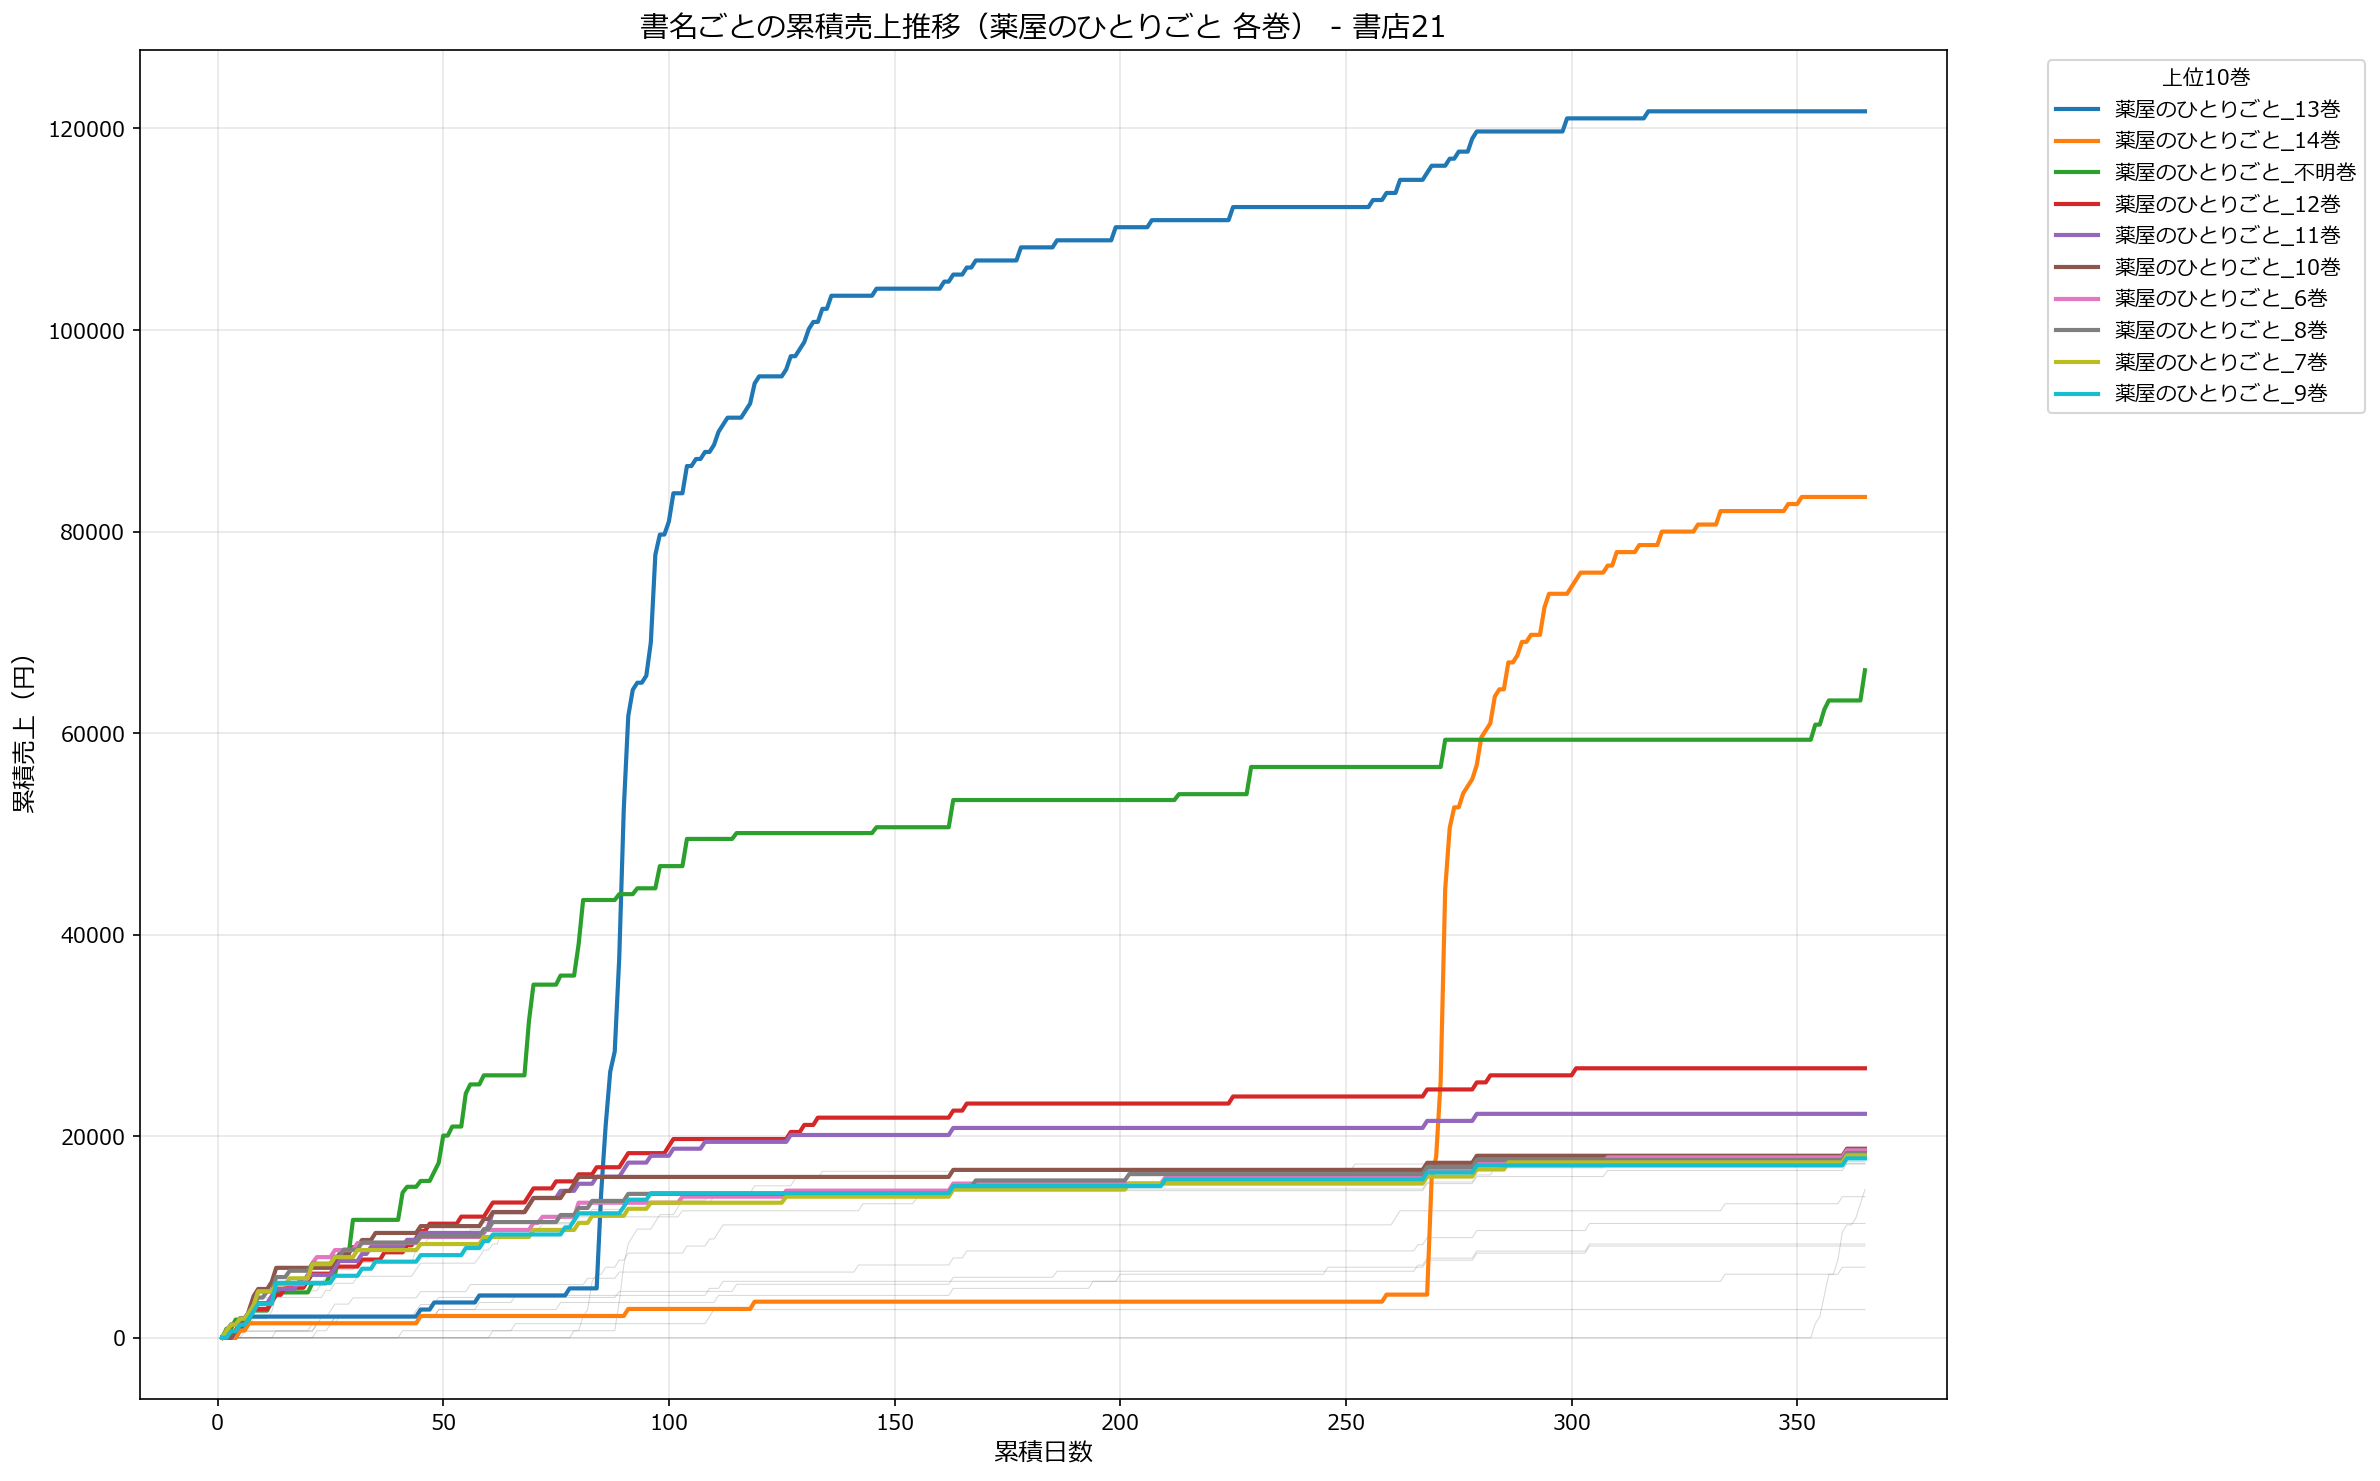 書名ごとの累積売上推移（薬屋のひとりごと 各巻） - 書店21
累積売上（円）
120000
100000
80000
60000
40000
20000
0
0 50 100 150 200 250 300 350
累積日数
上位10巻
薬屋のひとりごと_13巻
薬屋のひとりごと_14巻
薬屋のひとりごと_不明巻
薬屋のひとりごと_12巻
薬屋のひとりごと_11巻
薬屋のひとりごと_10巻
薬屋のひとりごと_6巻
薬屋のひとりごと_8巻
薬屋のひとりごと_7巻
薬屋のひとりごと_9巻